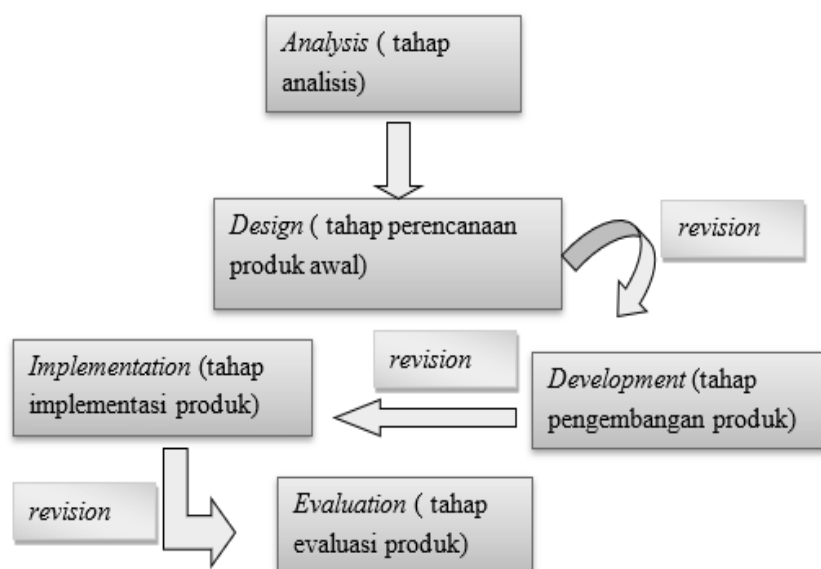 Analysis ( tahap
analisis)
Design ( tahap perencanaan
produk awal)
revision
Implementation (tahap
implementasi produk)
revision
Development (tahap
pengembangan produk)
revision
Evaluation ( tahap
evaluasi produk)